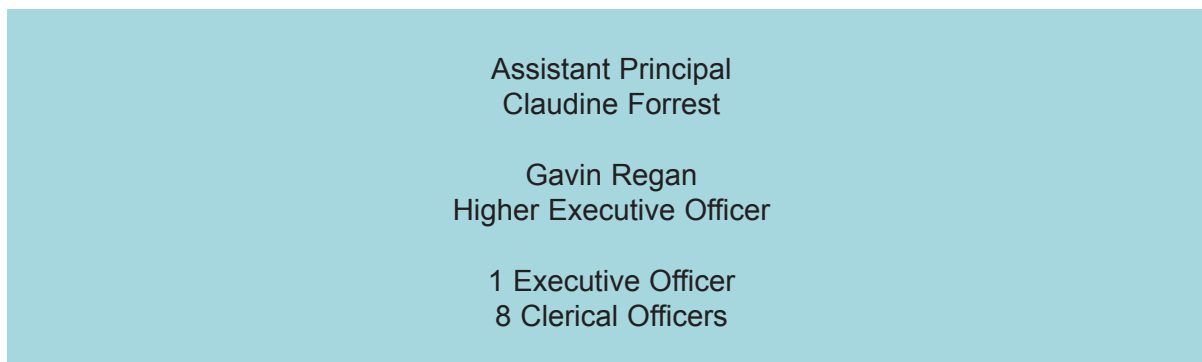 Assistant Principal
Claudine Forrest
Gavin Regan
Higher Executive Officer
1 Executive Officer
8 Clerical Officers